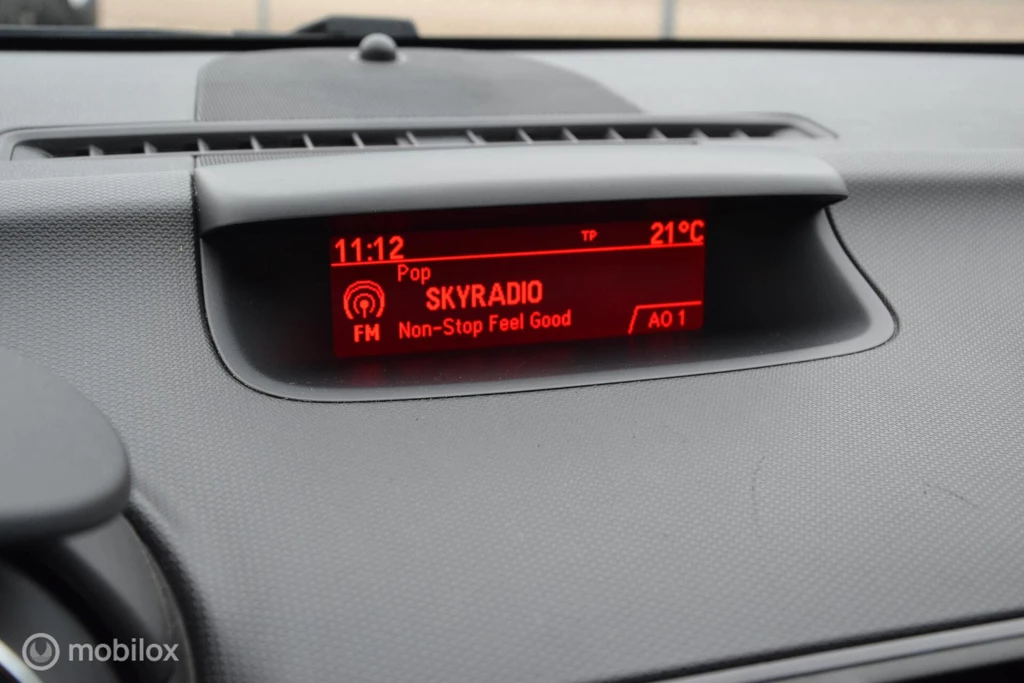 11:12 TP 21°C
Pop
SKYRADIO
FM Non-Stop Feel Good AO 1
mobilox